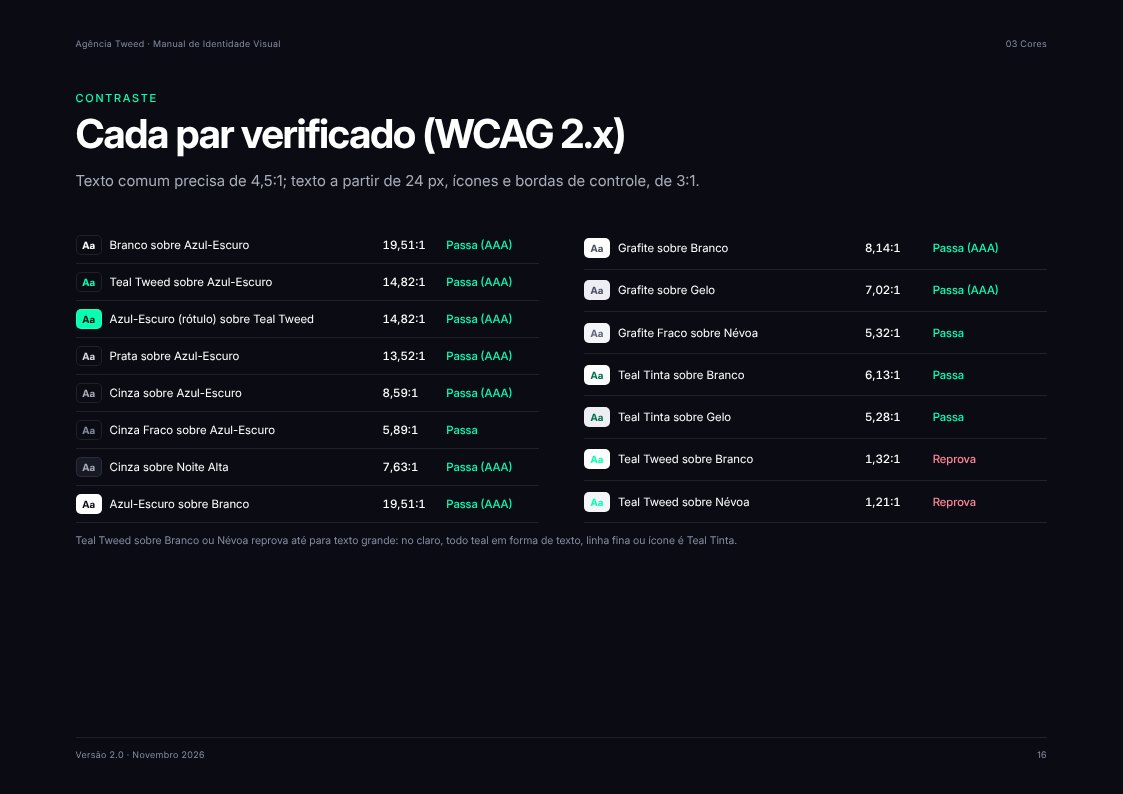 Agência Tweed · Manual de Identidade Visual
03 Cores
CONTRASTE
Cada par verificado (WCAG 2.x)
Texto comum precisa de 4,5:1; texto a partir de 24 px, ícones e bordas de controle, de 3:1.
Aa Branco sobre Azul-Escuro 19,51:1 Passa (AAA)
Aa Teal Tweed sobre Azul-Escuro 14,82:1 Passa (AAA)
Aa Azul-Escuro (rótulo) sobre Teal Tweed 14,82:1 Passa (AAA)
Aa Prata sobre Azul-Escuro 13,52:1 Passa (AAA)
Aa Cinza sobre Azul-Escuro 8,59:1 Passa (AAA)
Aa Cinza Fraco sobre Azul-Escuro 5,89:1 Passa
Aa Cinza sobre Noite Alta 7,63:1 Passa (AAA)
Aa Azul-Escuro sobre Branco 19,51:1 Passa (AAA)
Aa Grafite sobre Branco 8,14:1 Passa (AAA)
Aa Grafite sobre Gelo 7,02:1 Passa (AAA)
Aa Grafite Fraco sobre Névoa 5,32:1 Passa
Aa Teal Tinta sobre Branco 6,13:1 Passa
Aa Teal Tinta sobre Gelo 5,28:1 Passa
Aa Teal Tweed sobre Branco 1,32:1 Reprova
Aa Teal Tweed sobre Névoa 1,21:1 Reprova
Teal Tweed sobre Branco ou Névoa reprova até para texto grande: no claro, todo teal em forma de texto, linha fina ou ícone é Teal Tinta.
Versão 2.0 · Novembro 2026
16